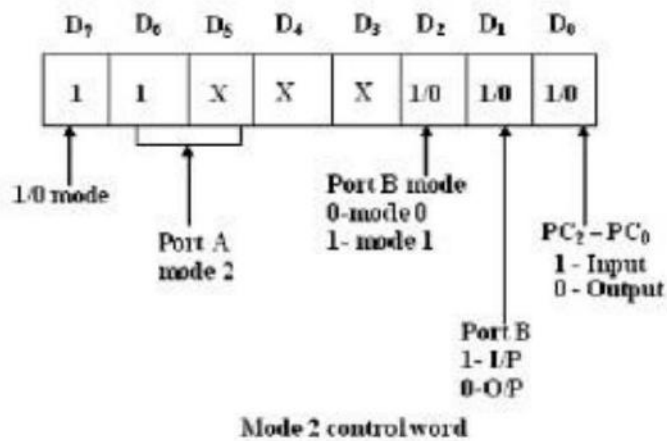 D7 D6 D5 D4 D3 D2 D1 D0
1 1 X X X 1/0 1/0 1/0
1/0 mode
Port A
mode 2
Port B mode
0-mode 0
1- mode 1
PC2 – PC0
1 - Input
0 - Output
Port B
1- I/P
0-O/P
Mode 2 control word